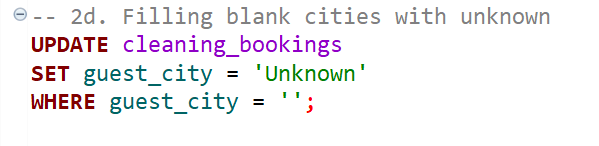 -- 2d. Filling blank cities with unknown
UPDATE cleaning_bookings
SET guest_city = 'Unknown'
WHERE guest_city = '';